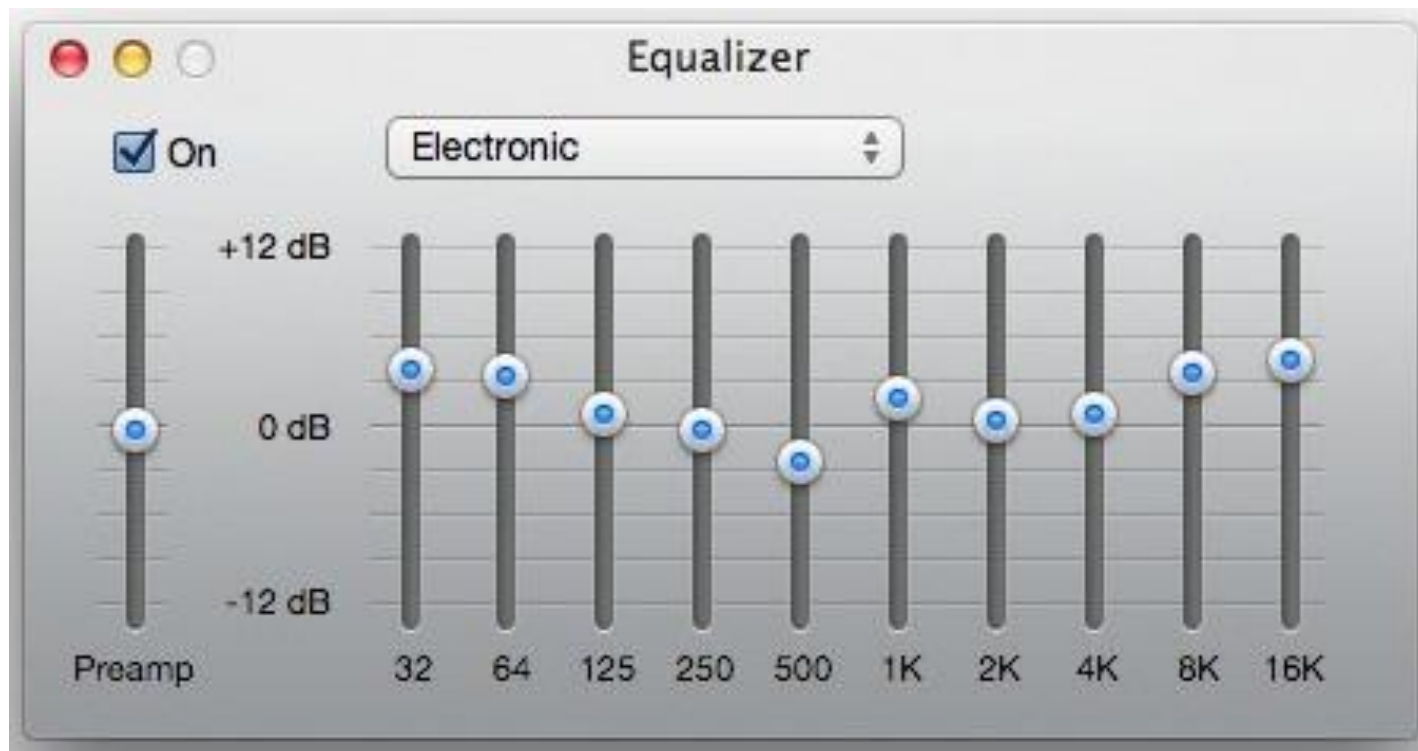 Equalizer
On
Electronic
+12 dB
0 dB
-12 dB
Preamp 32 64 125 250 500 1K 2K 4K 8K 16K